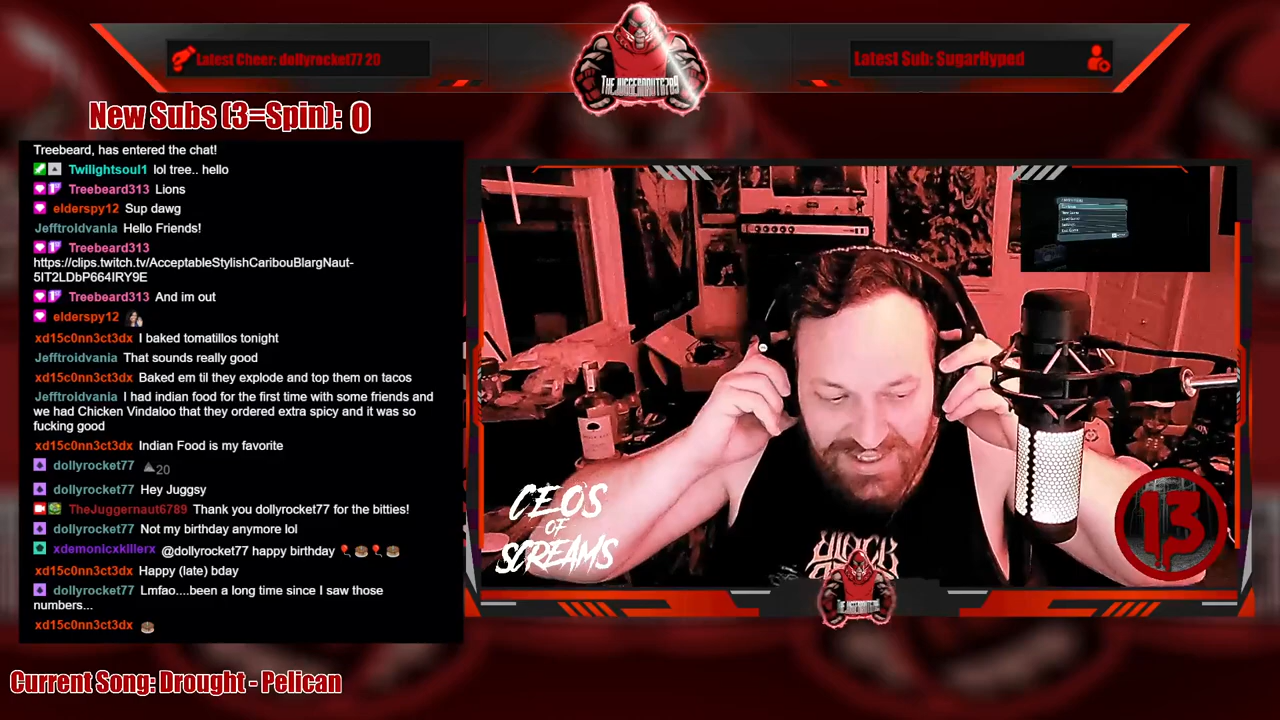 Latest Cheer: dollyrocket77 20
THEJUGGERNAUT6789
Latest Sub: SugarHyped
New Subs (3=Spin): 0
Treebeard, has entered the chat!
Twilightsoul1 lol tree.. hello
Treebeard313 Lions
elderspy12 Sup dawg
Jefftroldvania Hello Friends!
Treebeard313
https://clips.twitch.tv/AcceptableStylishCaribouBlargNaut-
5IT2LDbP664IRY9E
Treebeard313 And im out
elderspy12
xd15c0nn3ct3dx I baked tomatillos tonight
Jefftroldvania That sounds really good
xd15c0nn3ct3dx Baked em til they explode and top them on tacos
Jefftroldvania I had indian food for the first time with some friends and
we had Chicken Vindaloo that they ordered extra spicy and it was so
fucking good
xd15c0nn3ct3dx Indian Food is my favorite
dollyrocket77 20
dollyrocket77 Hey Juggsy
TheJuggernaut6789 Thank you dollyrocket77 for the bitties!
dollyrocket77 Not my birthday anymore lol
xdemonicxkillerx @dollyrocket77 happy birthday 🎈🎂🎈🎂
xd15c0nn3ct3dx Happy (late) bday
dollyrocket77 Lmfao....been a long time since I saw those
numbers...
xd15c0nn3ct3dx 🎂
CEOS
OF
SCREAMS
BLACK
13
Current Song: Drought - Pelican